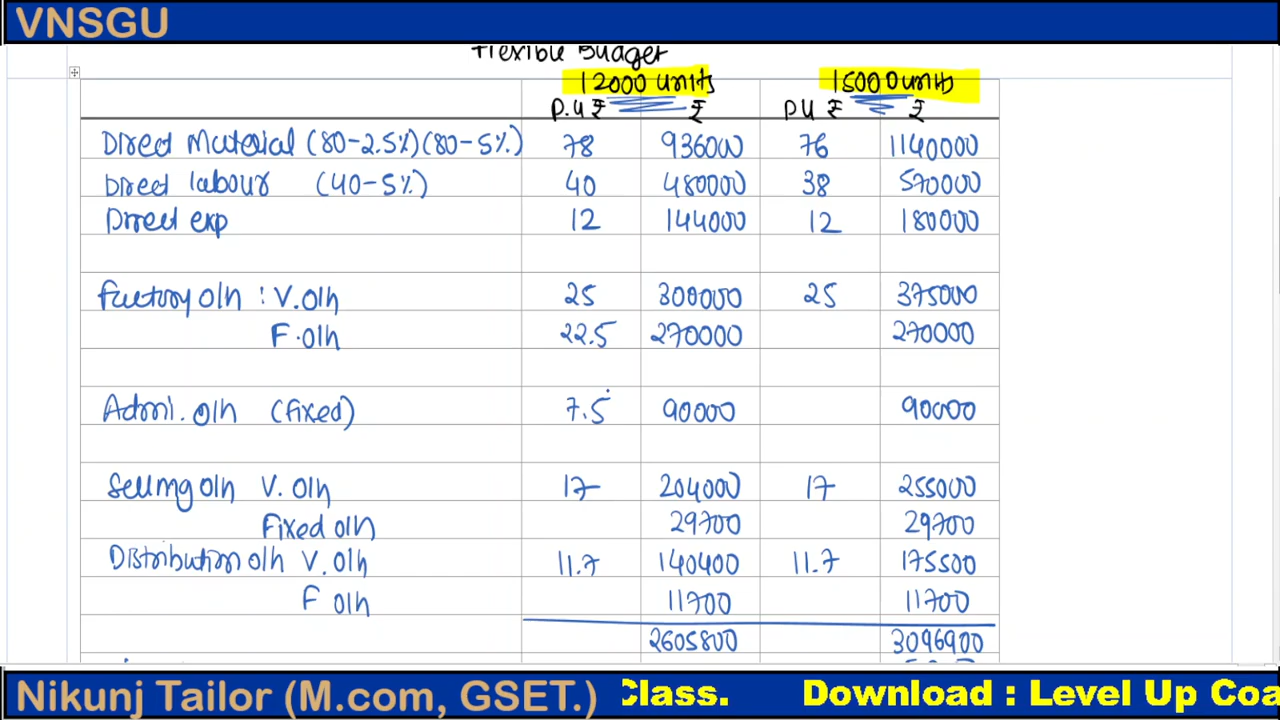 VNSGU
Flexible Budget
12000 units 15000 units
P.U ₹ ₹ PU ₹ ₹
Direct Material (80-2.5%) (80-5%) 78 936000 76 1140000
Direct labour (40-5%) 40 480000 38 570000
Direct exp 12 144000 12 180000
Factory o/h : V.o/h 25 300000 25 375000
F.o/h 22.5 270000 270000
Admi. o/h (fixed) 7.5 90000 90000
Selling o/h V. o/h 17 204000 17 255000
Fixed o/h 29700 29700
Distribution o/h V. o/h 11.7 140400 11.7 175500
F o/h 11700 11700
2605800 3096900
Nikunj Tailor (M.com, GSET.) Class. Download : Level Up Coa